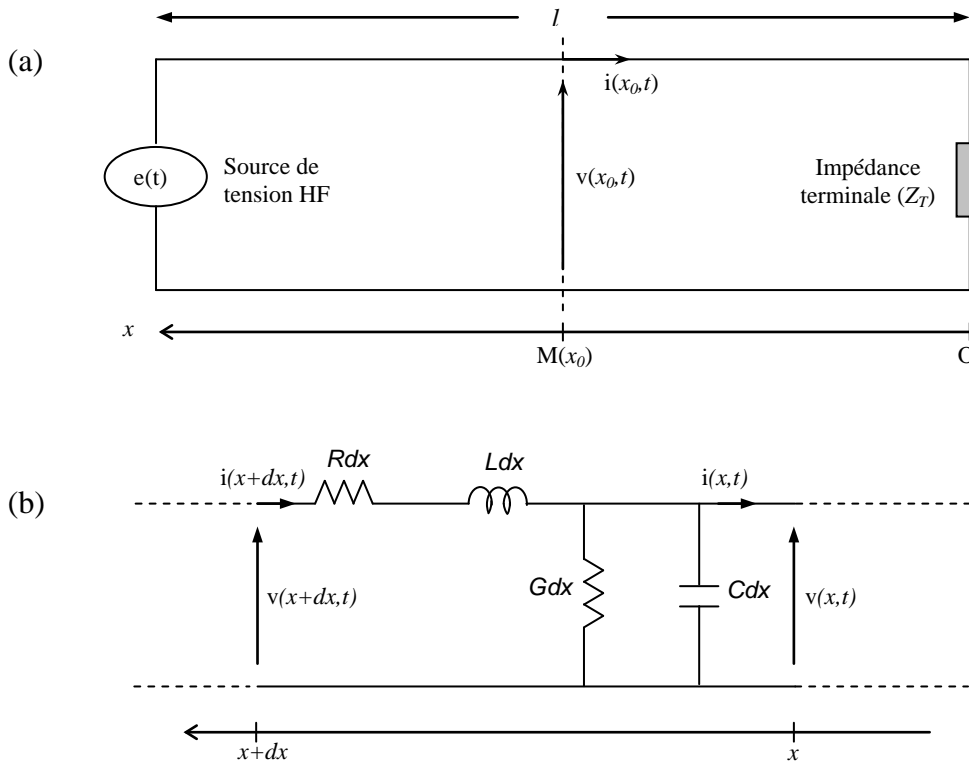 l
(a)
i(x0,t)
e(t)
Source de
tension HF
v(x0,t)
Impédance
terminale (ZT)
x
M(x0)
O
(b)
i(x+dx,t)
Rdx
Ldx
i(x,t)
v(x+dx,t)
Gdx
Cdx
v(x,t)
x+dx
x